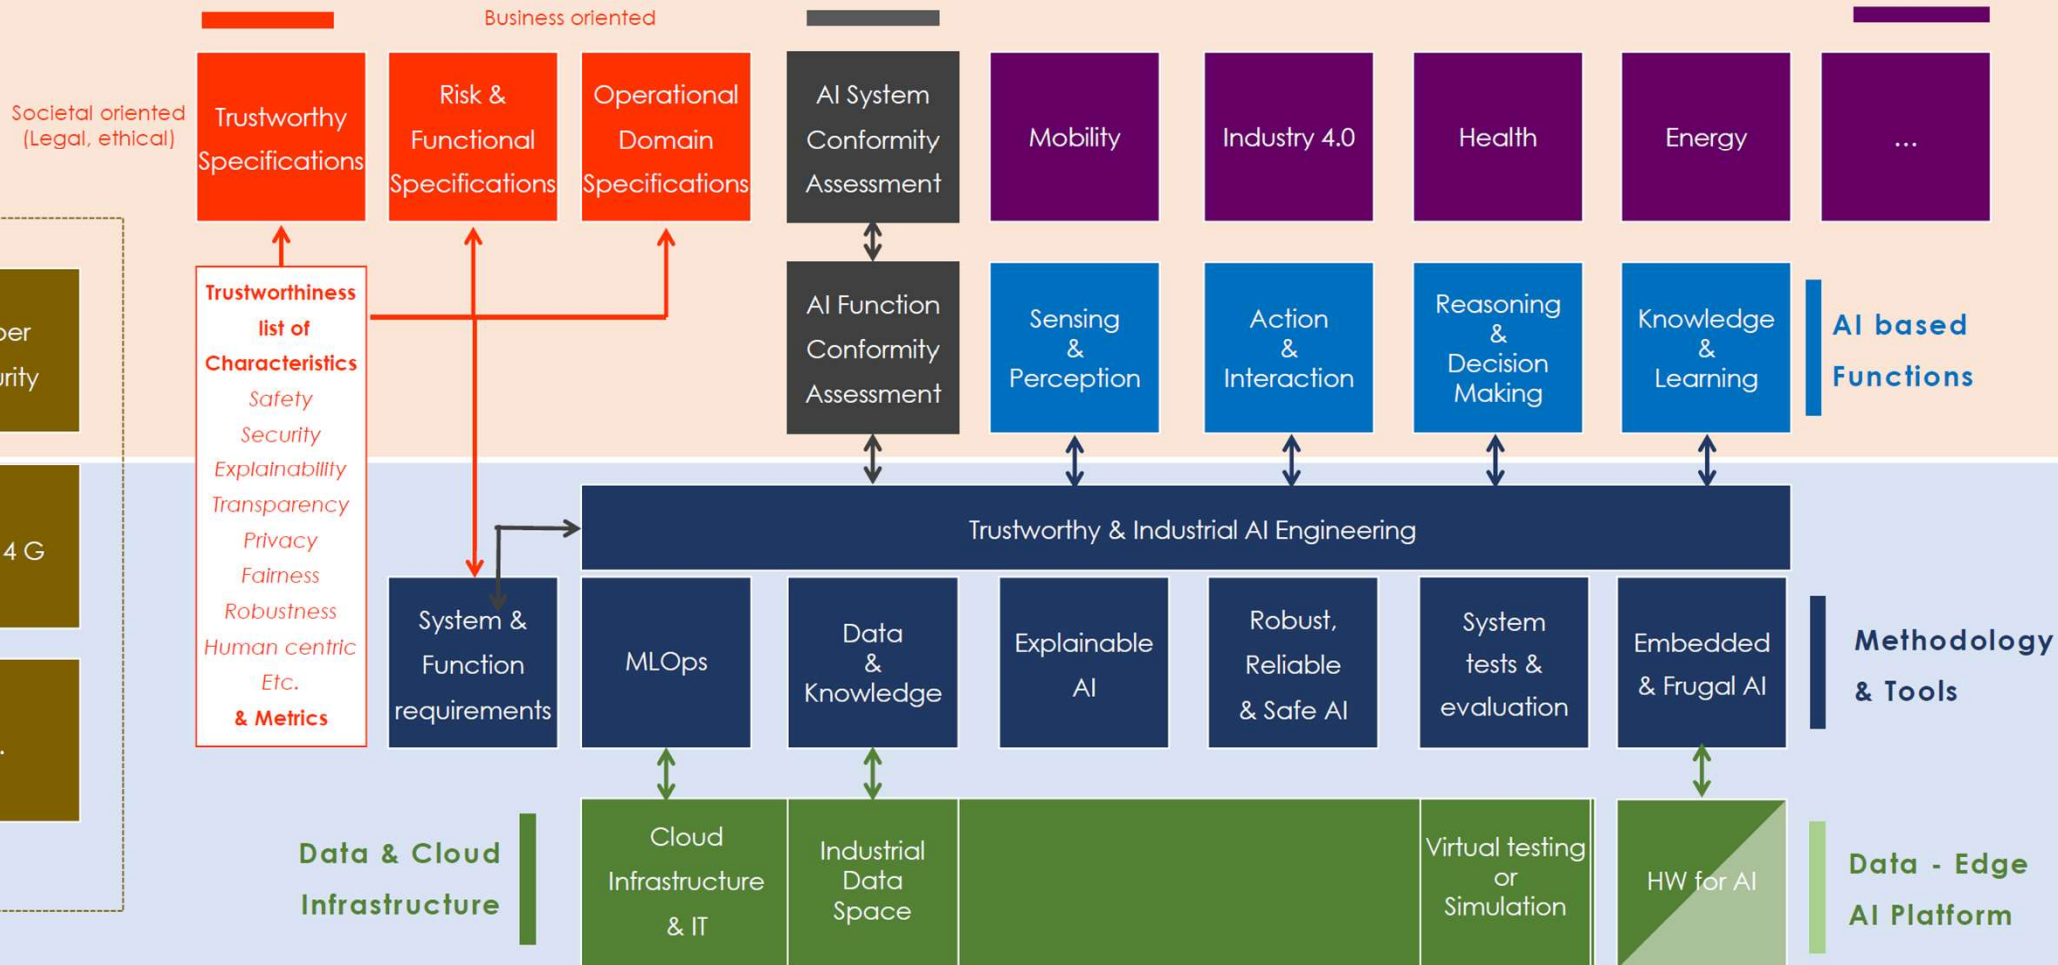 Business oriented
Societal oriented
(Legal, ethical)
Trustworthy
Specifications
Risk &
Functional
Specifications
Operational
Domain
Specifications
AI System
Conformity
Assessment
Mobility
Industry 4.0
Health
Energy
...
Trustworthiness
list of
Characteristics
Safety
Security
Explainability
Transparency
Privacy
Fairness
Robustness
Human centric
Etc.
& Metrics
AI Function
Conformity
Assessment
Sensing
&
Perception
Action
&
Interaction
Reasoning
&
Decision
Making
Knowledge
&
Learning
AI based
Functions
4 G
Trustworthy & Industrial AI Engineering
System &
Function
requirements
MLOps
Data
&
Knowledge
Explainable
AI
Robust,
Reliable
& Safe AI
System
tests &
evaluation
Embedded
& Frugal AI
Methodology
& Tools
Data & Cloud
Infrastructure
Cloud
Infrastructure
& IT
Industrial
Data
Space
Virtual testing
or
Simulation
HW for AI
Data - Edge
AI Platform